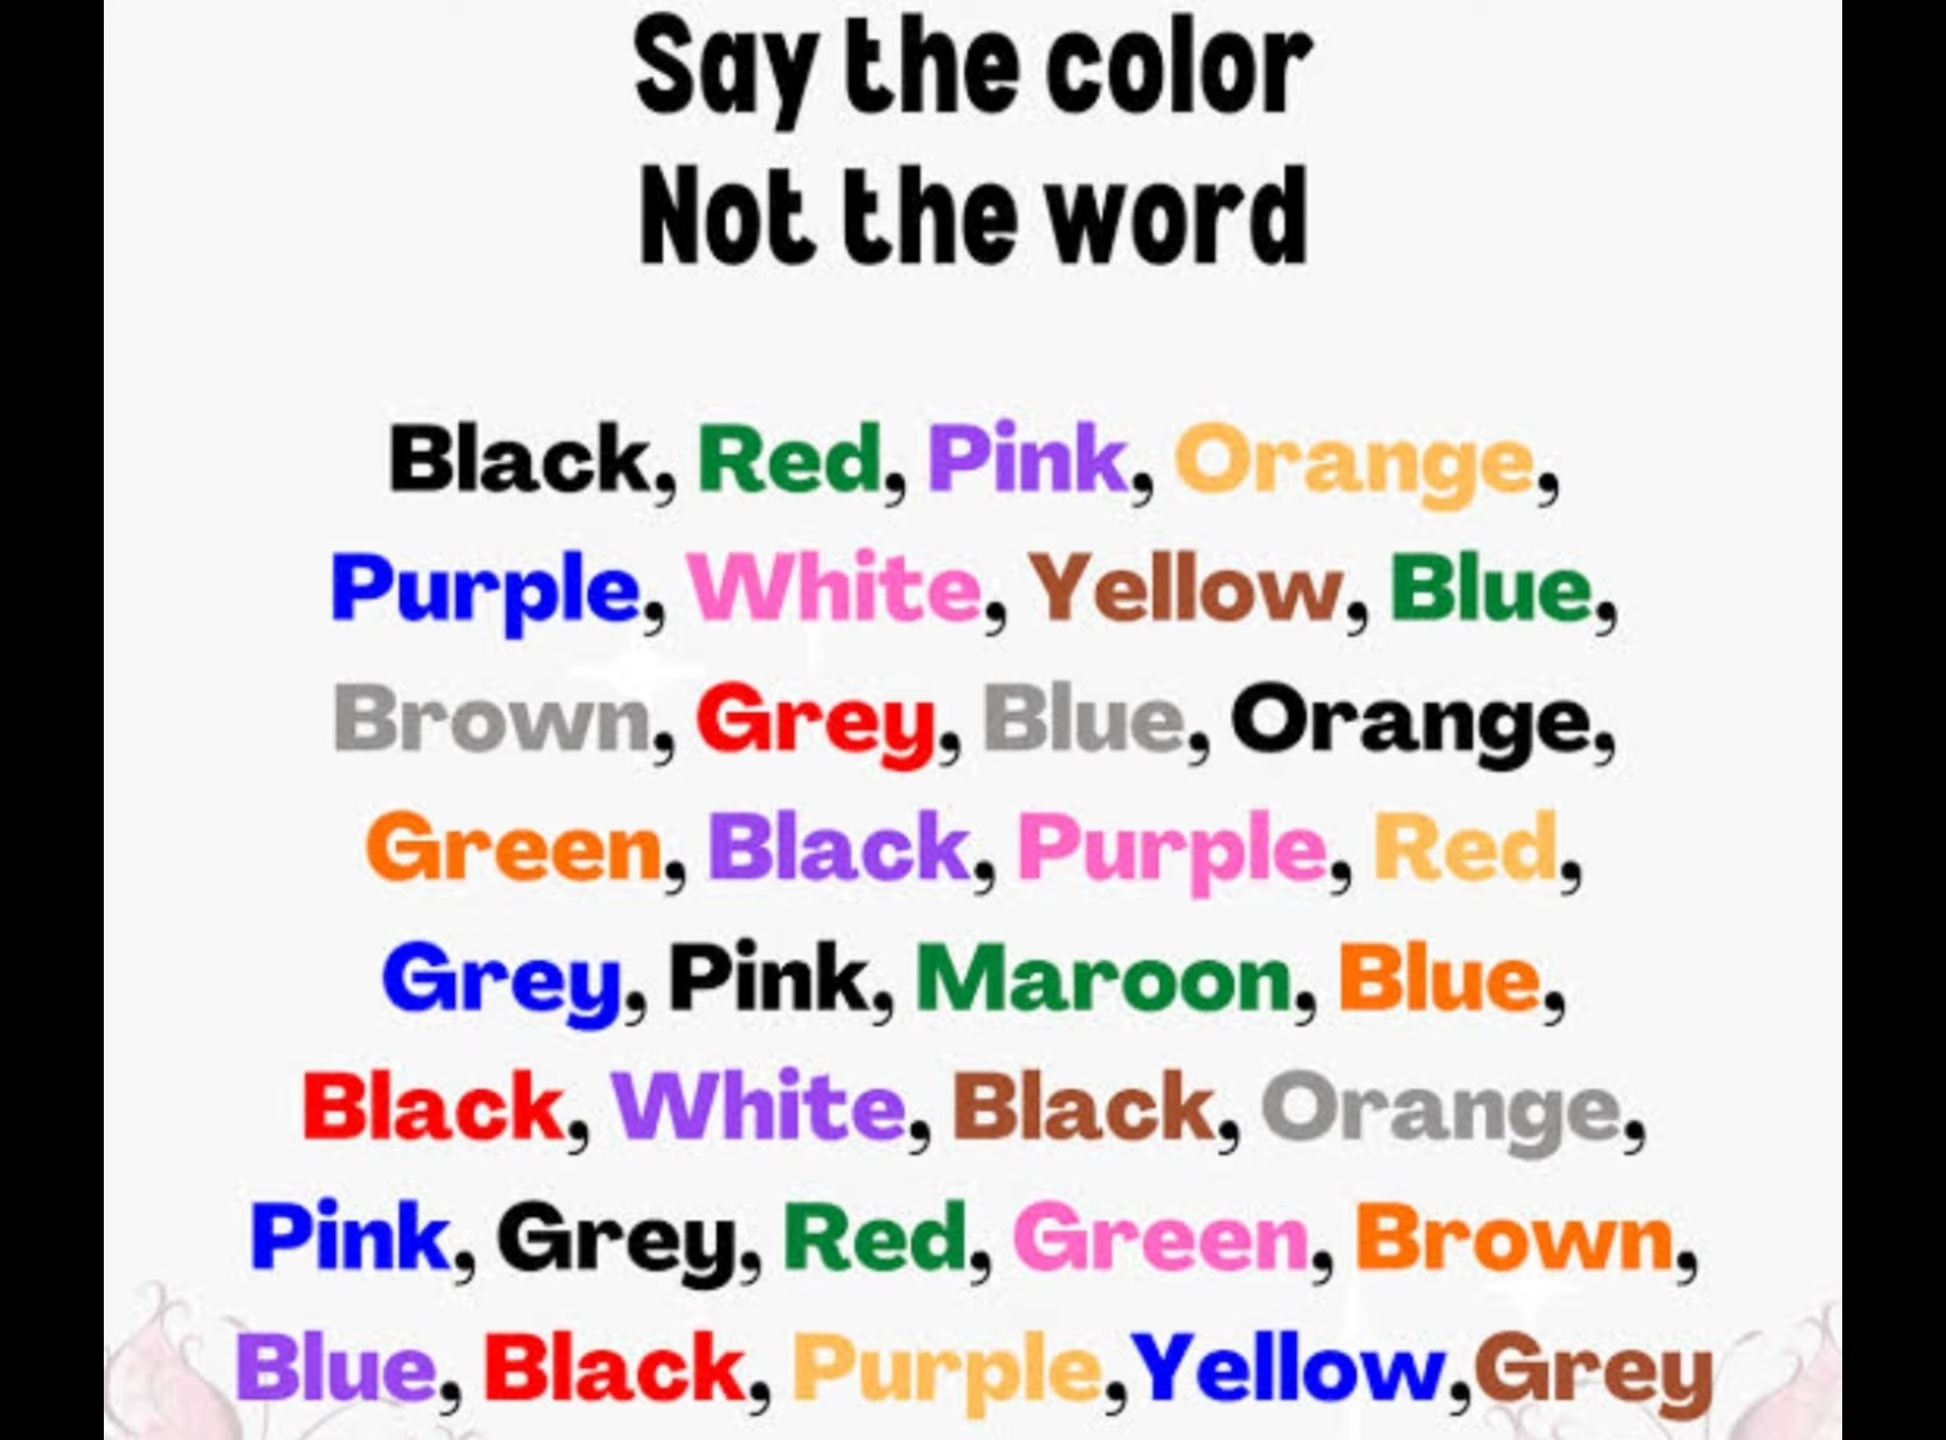 Say the color
Not the word
Black, Red, Pink, Orange,
Purple, White, Yellow, Blue,
Brown, Grey, Blue, Orange,
Green, Black, Purple, Red,
Grey, Pink, Maroon, Blue,
Black, White, Black, Orange,
Pink, Grey, Red, Green, Brown,
Blue, Black, Purple,Yellow,Grey